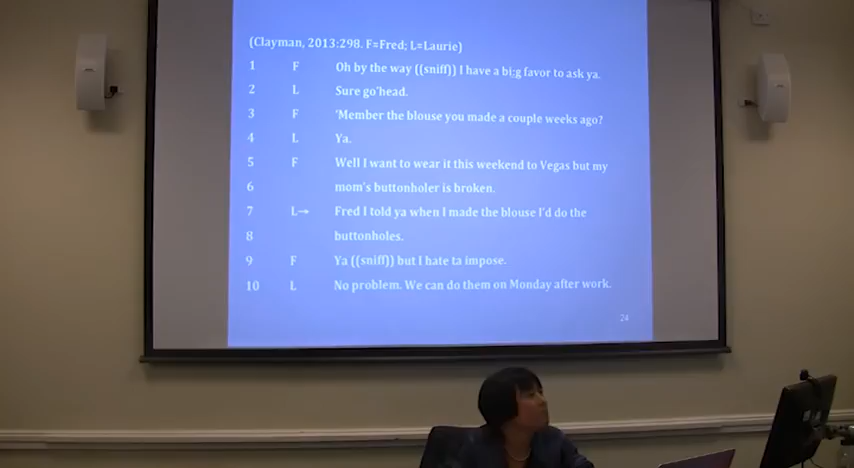 (Clayman, 2013:298. F=Fred; L=Laurie)
1 F Oh by the way ((sniff)) I have a bi:g favor to ask ya.
2 L Sure go'head.
3 F 'Member the blouse you made a couple weeks ago?
4 L Ya.
5 F Well I want to wear it this weekend to Vegas but my
6 mom's buttonholer is broken.
7 L→ Fred I told ya when I made the blouse I'd do the
8 buttonholes.
9 F Ya ((sniff)) but I hate ta impose.
10 L No problem. We can do them on Monday after work.
24